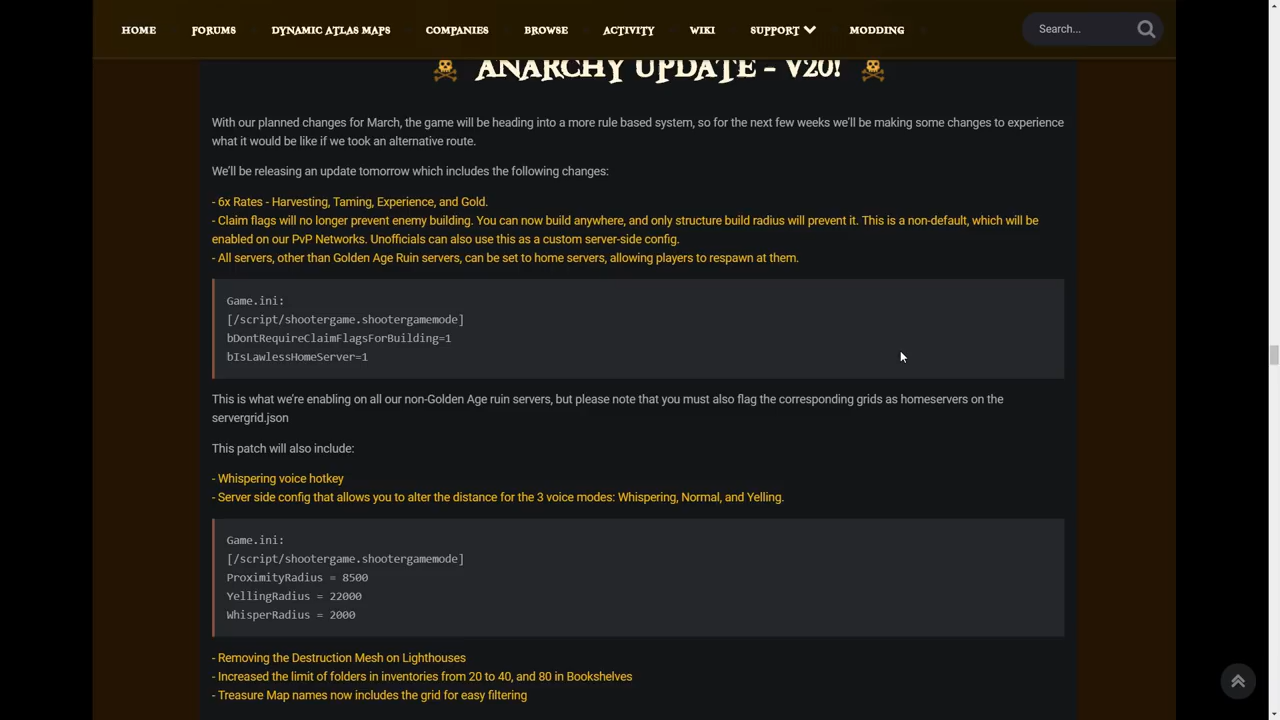 HOME FORUMS DYNAMIC ATLAS MAPS COMPANIES BROWSE ACTIVITY WIKI SUPPORT MODDING Search...
ANARCHY UPDATE - V20!
With our planned changes for March, the game will be heading into a more rule based system, so for the next few weeks we'll be making some changes to experience
what it would be like if we took an alternative route.
We'll be releasing an update tomorrow which includes the following changes:
- 6x Rates - Harvesting, Taming, Experience, and Gold.
- Claim flags will no longer prevent enemy building. You can now build anywhere, and only structure build radius will prevent it. This is a non-default, which will be
enabled on our PvP Networks. Unofficials can also use this as a custom server-side config.
- All servers, other than Golden Age Ruin servers, can be set to home servers, allowing players to respawn at them.
Game.ini:
[/script/shootergame.shootergamemode]
bDontRequireClaimFlagsForBuilding=1
bIsLawlessHomeServer=1
This is what we're enabling on all our non-Golden Age ruin servers, but please note that you must also flag the corresponding grids as homeservers on the
servergrid.json
This patch will also include:
- Whispering voice hotkey
- Server side config that allows you to alter the distance for the 3 voice modes: Whispering, Normal, and Yelling.
Game.ini:
[/script/shootergame.shootergamemode]
ProximityRadius = 8500
YellingRadius = 22000
WhisperRadius = 2000
- Removing the Destruction Mesh on Lighthouses
- Increased the limit of folders in inventories from 20 to 40, and 80 in Bookshelves
- Treasure Map names now includes the grid for easy filtering